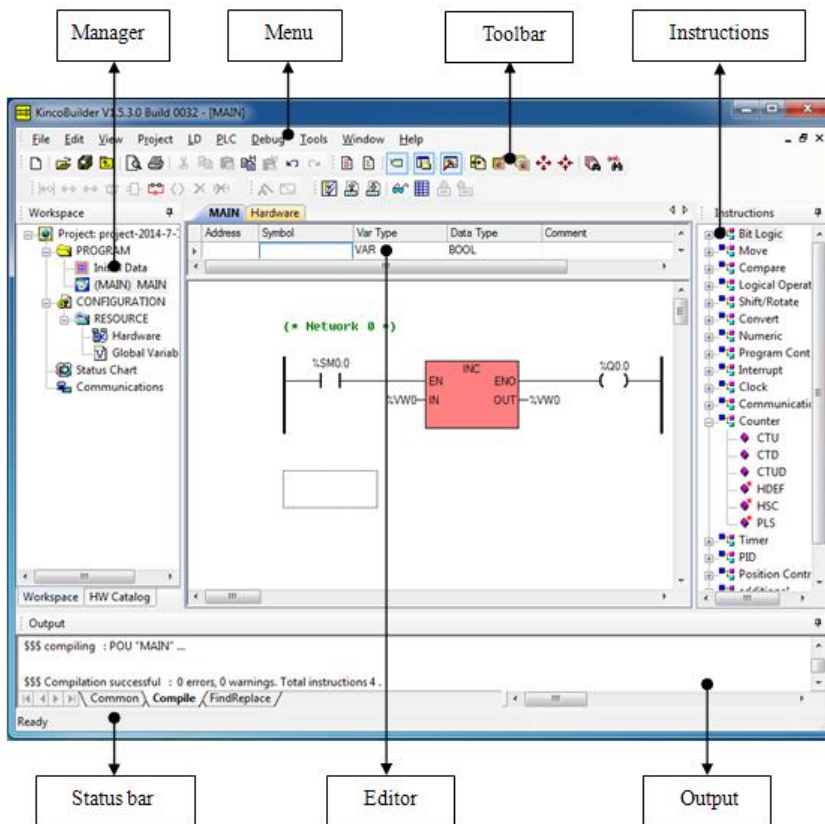 Manager
Menu
Toolbar
Instructions
KincoBuilder V1.5.3.0 Build 0032 - [MAIN]
File Edit View Project LD PLC Debug Tools Window Help
Workspace
Project: project-2014-7-
PROGRAM
Initial Data
(MAIN) MAIN
CONFIGURATION
RESOURCE
Hardware
Global Variab
Status Chart
Communications
Workspace HW Catalog
MAIN Hardware
Address Symbol Var Type Data Type Comment
VAR BOOL
(* Network 0 *)
%SM0.0
INC
%Q0.0
EN ENO
%VW0 IN OUT %VW0
Instructions
Bit Logic
Move
Compare
Logical Operat
Shift/Rotate
Convert
Numeric
Program Cont
Interrupt
Clock
Communicati
Counter
CTU
CTD
CTUD
HDEF
HSC
PLS
Timer
PID
Position Contr
Output
$$$ compiling : POU "MAIN" ...
$$$ Compilation successful : 0 errors, 0 warnings. Total instructions 4 .
Common Compile FindReplace
Ready
Status bar
Editor
Output